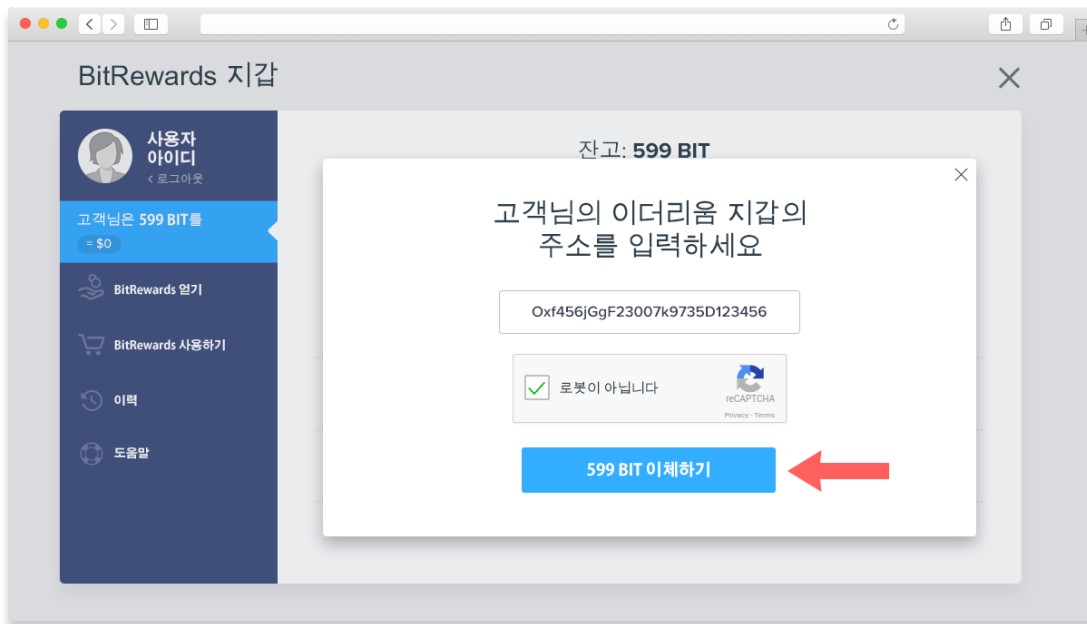 BitRewards 지갑
사용자
아이디
< 로그아웃
고객님은 599 BIT를
= $0
BitRewards 얻기
BitRewards 사용하기
이력
도움말
잔고: 599 BIT
고객님의 이더리움 지갑의
주소를 입력하세요
Oxf456jGgF23007k9735D123456
로봇이 아닙니다
reCAPTCHA
Privacy - Terms
599 BIT 이체하기